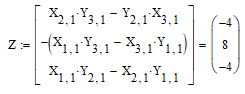 X₂,₁·Y₃,₁ − Y₂,₁·X₃,₁
Z := −(X₁,₁·Y₃,₁ − X₃,₁·Y₁,₁) = (−4 8 −4)
X₁,₁·Y₂,₁ − X₂,₁·Y₁,₁